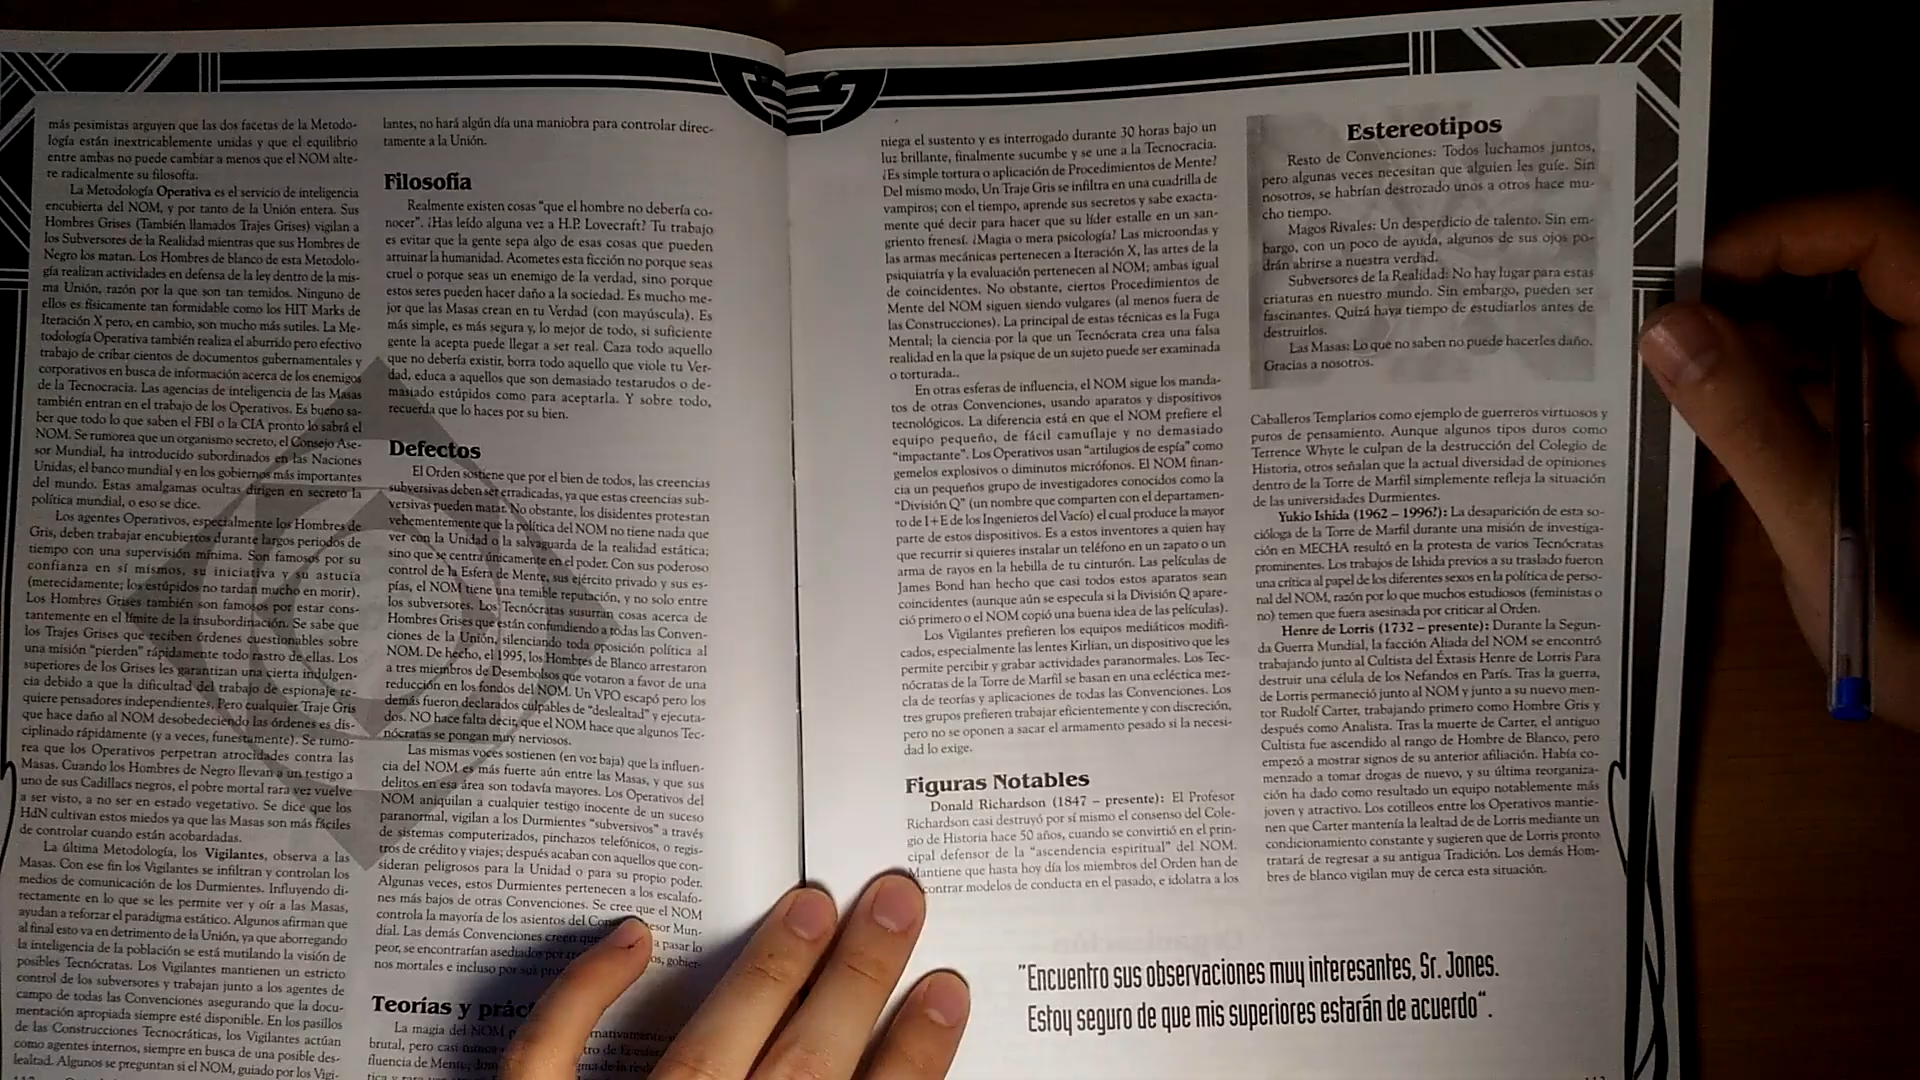 más pesimistas arguyen que las dos facetas de la Metodo-
logía están inextricablemente unidas y que el equilibrio
entre ambas no puede cambiar a menos que el NOM alte-
re radicalmente su filosofía.
La Metodología Operativa es el servicio de inteligencia
encubierta del NOM, y por tanto de la Unión entera. Sus
Hombres Grises (También llamados Trajes Grises) vigilan a
los Subversores de la Realidad mientras que sus Hombres de
Negro los matan. Los Hombres de blanco de esta Metodolo-
gía realizan actividades en defensa de la ley dentro de la mis-
ma Unión, razón por la que son tan temidos. Ninguno de
ellos es físicamente tan formidable como los HIT Marks de
Iteración X pero, en cambio, son mucho más sutiles. La Me-
todología Operativa también realiza el aburrido pero efectivo
trabajo de cribar cientos de documentos gubernamentales y
corporativos en busca de información acerca de los enemigos
de la Tecnocracia. Las agencias de inteligencia de las Masas
también entran en el trabajo de los Operativos. Es bueno sa-
ber que todo lo que saben el FBI o la CIA pronto lo sabrá el
NOM. Se rumorea que un organismo secreto, el Consejo Ase-
sor Mundial, ha introducido subordinados en las Naciones
Unidas, el banco mundial y en los gobiernos más importantes
del mundo. Estas amalgamas ocultas dirigen en secreto la
política mundial, o eso se dice.
Los agentes Operativos, especialmente los Hombres de
Gris, deben trabajar encubiertos durante largos periodos de
tiempo con una supervisión mínima. Son famosos por su
confianza en sí mismos, su iniciativa y su astucia
(merecidamente; los estúpidos no tardan mucho en morir).
Los Hombres Grises también son famosos por estar cons-
tantemente en el límite de la insubordinación. Se sabe que
los Trajes Grises que reciben órdenes cuestionables sobre
una misión "pierden" rápidamente todo rastro de ellas. Los
superiores de los Grises les garantizan una cierta indulgen-
cia debido a que la dificultad del trabajo de espionaje re-
quiere pensadores independientes. Pero cualquier Traje Gris
que hace daño al NOM desobedeciendo las órdenes es dis-
ciplinado rápidamente (y a veces, funestamente). Se rumo-
rea que los Operativos perpetran atrocidades contra las
Masas. Cuando los Hombres de Negro llevan a un testigo a
uno de sus Cadillacs negros, el pobre mortal rara vez vuelve
a ser visto, a no ser en estado vegetativo. Se dice que los
HdN cultivan estos miedos ya que las Masas son más fáciles
de controlar cuando están acobardadas.
La última Metodología, los Vigilantes, observa a las
Masas. Con ese fin los Vigilantes se infiltran y controlan los
medios de comunicación de los Durmientes. Influyendo di-
rectamente en lo que se les permite ver y oír a las Masas,
ayudan a reforzar el paradigma estático. Algunos afirman que
al final esto va en detrimento de la Unión, ya que aborregando
la inteligencia de la población se está mutilando la visión de
posibles Tecnócratas. Los Vigilantes mantienen un estricto
control de los subversores y trabajan junto a los agentes de
campo de todas las Convenciones asegurando que la docu-
mentación apropiada siempre esté disponible. En los pasillos
de las Construcciones Tecnocráticas, los Vigilantes actúan
como agentes internos, siempre en busca de una posible des-
lealtad. Algunos se preguntan si el NOM, guiado por los Vigi-
lantes, no hará algún día una maniobra para controlar direc-
tamente a la Unión.
Filosofía
Realmente existen cosas "que el hombre no debería co-
nocer". ¿Has leído alguna vez a H.P. Lovecraft? Tu trabajo
es evitar que la gente sepa algo de esas cosas que pueden
arruinar la humanidad. Acometes esta ficción no porque seas
cruel o porque seas un enemigo de la verdad, sino porque
estos seres pueden hacer daño a la sociedad. Es mucho me-
jor que las Masas crean en tu Verdad (con mayúscula). Es
más simple, es más segura y, lo mejor de todo, si suficiente
gente la acepta puede llegar a ser real. Caza todo aquello
que no debería existir, borra todo aquello que viole tu Ver-
dad, educa a aquellos que son demasiado testarudos o de-
masiado estúpidos como para aceptarla. Y sobre todo,
recuerda que lo haces por su bien.
Defectos
El Orden sostiene que por el bien de todos, las creencias
subversivas deben ser erradicadas, ya que estas creencias sub-
versivas pueden matar. No obstante, los disidentes protestan
vehementemente que la política del NOM no tiene nada que
ver con la Unidad o la salvaguarda de la realidad estática;
sino que se centra únicamente en el poder. Con sus poderoso
control de la Esfera de Mente, sus ejército privado y sus es-
pías, el NOM tiene una temible reputación, y no solo entre
los subversores. Los Tecnócratas susurran cosas acerca de
Hombres Grises que están confundiendo a todas las Conven-
ciones de la Unión, silenciando toda oposición política al
NOM. De hecho, el 1995, los Hombres de Blanco arrestaron
a tres miembros de Desembolsos que votaron a favor de una
reducción en los fondos del NOM. Un VPO escapó pero los
demás fueron declarados culpables de "deslealtad" y ejecuta-
dos. NO hace falta decir, que el NOM hace que algunos Tec-
nócratas se pongan muy nerviosos.
Las mismas voces sostienen (en voz baja) que la influen-
cia del NOM es más fuerte aún entre las Masas, y que sus
delitos en esa área son todavía mayores. Los Operativos del
NOM aniquilan a cualquier testigo inocente de un suceso
paranormal, vigilan a los Durmientes "subversivos" a través
de sistemas computerizados, pinchazos telefónicos, o regis-
tros de crédito y viajes; después acaban con aquellos que con-
sideran peligrosos para la Unidad o para su propio poder.
Algunas veces, estos Durmientes pertenecen a los escalafo-
nes más bajos de otras Convenciones. Se cree que el NOM
controla la mayoría de los asientos del Con esor Mun-
dial. Las demás Convenciones creen que a pasar lo
peor, se encontrarían asediados por os, gobier-
nos mortales e incluso por sus
Teorías y práct
La magia del NOM rnativamente
brutal, pero casi nunca tro de la esfe
fluencia de Mente;
niega el sustento y es interrogado durante 30 horas bajo un
luz brillante, finalmente sucumbe y se une a la Tecnocracia.
¿Es simple tortura o aplicación de Procedimientos de Mente?
Del mismo modo, Un Traje Gris se infiltra en una cuadrilla de
vampiros; con el tiempo, aprende sus secretos y sabe exacta-
mente qué decir para hacer que su líder estalle en un san-
griento frenesí. ¿Magia o mera psicología? Las microondas y
las armas mecánicas pertenecen a Iteración X, las artes de la
psiquiatría y la evaluación pertenecen al NOM; ambas igual
de coincidentes. No obstante, ciertos Procedimientos de
Mente del NOM siguen siendo vulgares (al menos fuera de
las Construcciones). La principal de estas técnicas es la Fuga
Mental; la ciencia por la que un Tecnócrata crea una falsa
realidad en la que la psique de un sujeto puede ser examinada
o torturada..
En otras esferas de influencia, el NOM sigue los manda-
tos de otras Convenciones, usando aparatos y dispositivos
tecnológicos. La diferencia está en que el NOM prefiere el
equipo pequeño, de fácil camuflaje y no demasiado
"impactante". Los Operativos usan "artilugios de espía" como
gemelos explosivos o diminutos micrófonos. El NOM finan-
cia un pequeños grupo de investigadores conocidos como la
"División Q" (un nombre que comparten con el departamen-
to de I+E de los Ingenieros del Vacío) el cual produce la mayor
parte de estos dispositivos. Es a estos inventores a quien hay
que recurrir si quieres instalar un teléfono en un zapato o un
arma de rayos en la hebilla de tu cinturón. Las películas de
James Bond han hecho que casi todos estos aparatos sean
coincidentes (aunque aún se especula si la División Q apare-
ció primero o el NOM copió una buena idea de las películas).
Los Vigilantes prefieren los equipos mediáticos modifi-
cados, especialmente las lentes Kirlian, un dispositivo que les
permite percibir y grabar actividades paranormales. Los Tec-
nócratas de la Torre de Marfil se basan en una ecléctica mez-
cla de teorías y aplicaciones de todas las Convenciones. Los
tres grupos prefieren trabajar eficientemente y con discreción,
pero no se oponen a sacar el armamento pesado si la necesi-
dad lo exige.
Figuras Notables
Donald Richardson (1847 – presente): El Profesor
Richardson casi destruyó por sí mismo el consenso del Cole-
gio de Historia hace 50 años, cuando se convirtió en el prin-
cipal defensor de la "ascendencia espiritual" del NOM.
Mantiene que hasta hoy día los miembros del Orden han de
contrar modelos de conducta en el pasado, e idolatra a los
Estereotipos
Resto de Convenciones: Todos luchamos juntos,
pero algunas veces necesitan que alguien les guíe. Sin
nosotros, se habrían destrozado unos a otros hace mu-
cho tiempo.
Magos Rivales: Un desperdicio de talento. Sin em-
bargo, con un poco de ayuda, algunos de sus ojos po-
drán abrirse a nuestra verdad.
Subversores de la Realidad: No hay lugar para estas
criaturas en nuestro mundo. Sin embargo, pueden ser
fascinantes. Quizá haya tiempo de estudiarlos antes de
destruirlos.
Las Masas: Lo que no saben no puede hacerles daño.
Gracias a nosotros.
Caballeros Templarios como ejemplo de guerreros virtuosos y
puros de pensamiento. Aunque algunos tipos duros como
Terrence Whyte le culpan de la destrucción del Colegio de
Historia, otros señalan que la actual diversidad de opiniones
dentro de la Torre de Marfil simplemente refleja la situación
de las universidades Durmientes.
Yukio Ishida (1962 – 1996?): La desaparición de esta so-
cióloga de la Torre de Marfil durante una misión de investiga-
ción en MECHA resultó en la protesta de varios Tecnócratas
prominentes. Los trabajos de Ishida previos a su traslado fueron
una crítica al papel de los diferentes sexos en la política de perso-
nal del NOM, razón por lo que muchos estudiosos (feministas o
no) temen que fuera asesinada por criticar al Orden.
Henre de Lorris (1732 – presente): Durante la Segun-
da Guerra Mundial, la facción Aliada del NOM se encontró
trabajando junto al Cultista del Éxtasis Henre de Lorris Para
destruir una célula de los Nefandos en París. Tras la guerra,
de Lorris permaneció junto al NOM y junto a su nuevo men-
tor Rudolf Carter, trabajando primero como Hombre Gris y
después como Analista. Tras la muerte de Carter, el antiguo
Cultista fue ascendido al rango de Hombre de Blanco, pero
empezó a mostrar signos de su anterior afiliación. Había co-
menzado a tomar drogas de nuevo, y su última reorganiza-
ción ha dado como resultado un equipo notablemente más
joven y atractivo. Los cotilleos entre los Operativos mantie-
nen que Carter mantenía la lealtad de de Lorris mediante un
condicionamiento constante y sugieren que de Lorris pronto
tratará de regresar a su antigua Tradición. Los demás Hom-
bres de blanco vigilan muy de cerca esta situación.
"Encuentro sus observaciones muy interesantes, Sr. Jones.
Estoy seguro de que mis superiores estarán de acuerdo".